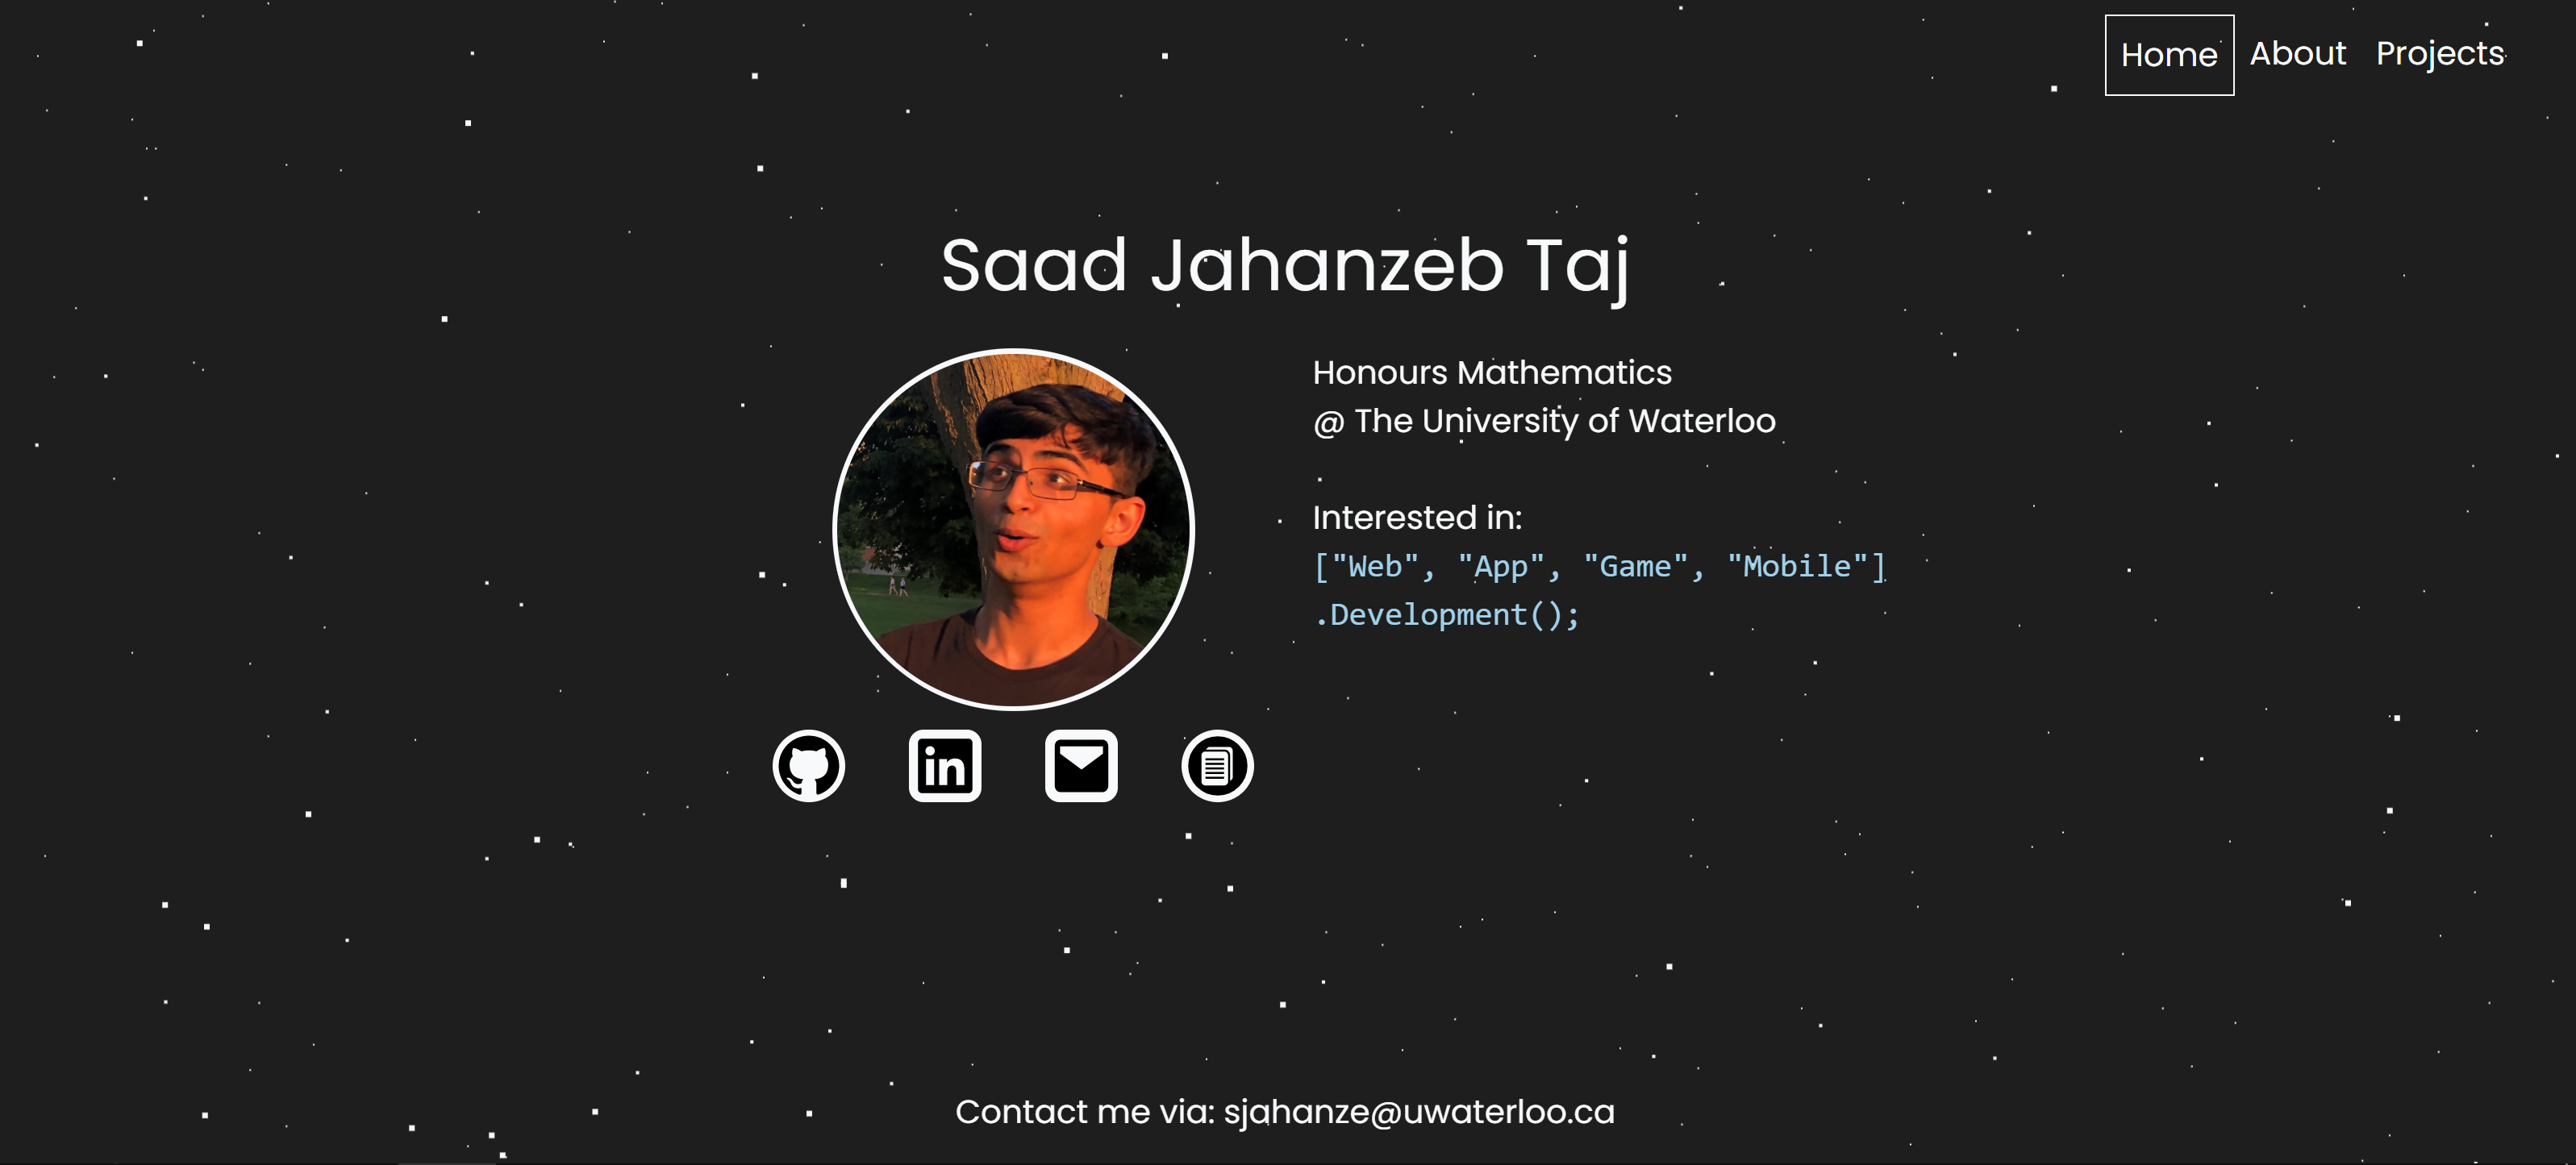 Home About Projects
Saad Jahanzeb Taj
Honours Mathematics
@ The University of Waterloo
Interested in:
["Web", "App", "Game", "Mobile"]
.Development();
in
Contact me via: sjahanze@uwaterloo.ca